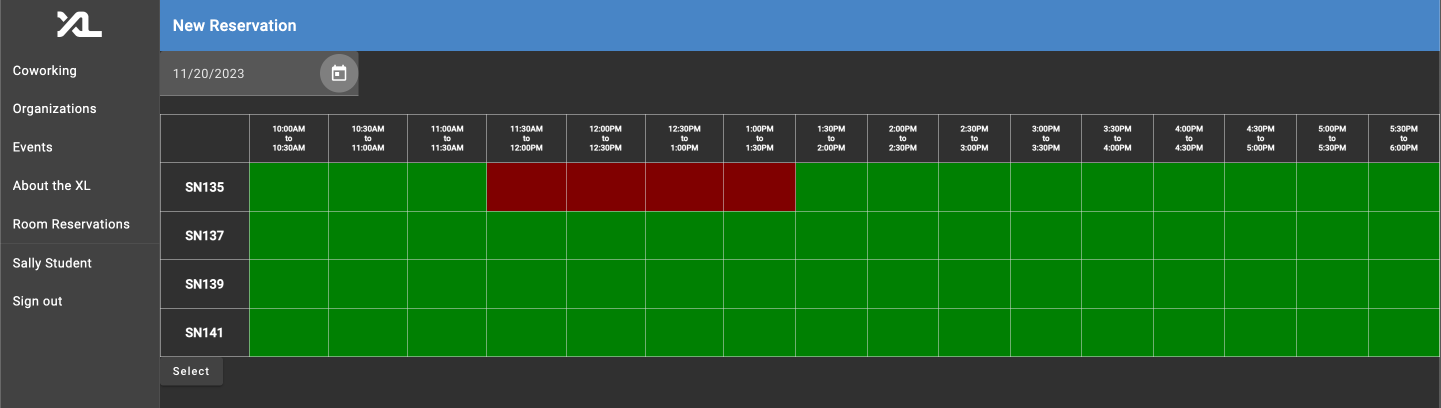 XL
New Reservation
Coworking
Organizations
Events
About the XL
Room Reservations
Sally Student
Sign out
11/20/2023
10:00AM to 10:30AM
10:30AM to 11:00AM
11:00AM to 11:30AM
11:30AM to 12:00PM
12:00PM to 12:30PM
12:30PM to 1:00PM
1:00PM to 1:30PM
1:30PM to 2:00PM
2:00PM to 2:30PM
2:30PM to 3:00PM
3:00PM to 3:30PM
3:30PM to 4:00PM
4:00PM to 4:30PM
4:30PM to 5:00PM
5:00PM to 5:30PM
5:30PM to 6:00PM
SN135
SN137
SN139
SN141
Select